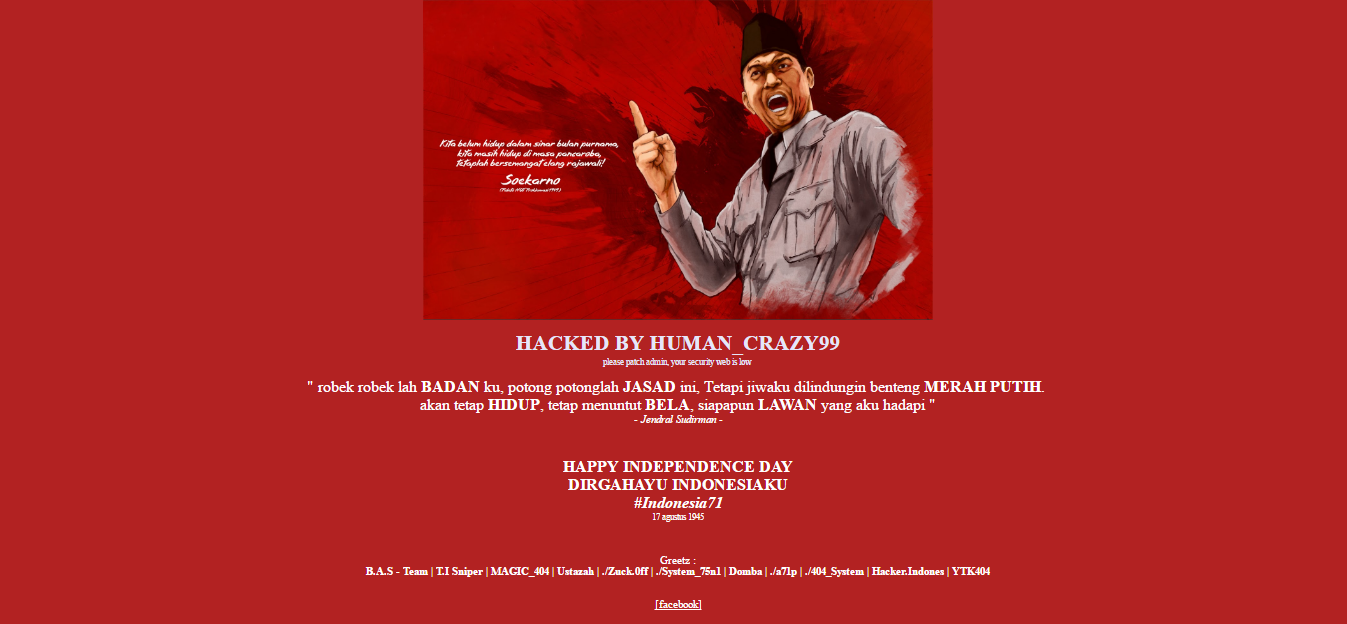 Kita belum hidup dalam sinar bulan purnama,
kita masih hidup di masa pancaroba,
tetaplah bersemangat elang rajawali!
Soekarno
HACKED BY HUMAN_CRAZY99
please patch admin, your security web is low
" robek robek lah BADAN ku, potong potonglah JASAD ini, Tetapi jiwaku dilindungin benteng MERAH PUTIH.
akan tetap HIDUP, tetap menuntut BELA, siapapun LAWAN yang aku hadapi "
- Jendral Sudirman -
HAPPY INDEPENDENCE DAY
DIRGAHAYU INDONESIAKU
#Indonesia71
17 agustus 1945
Greetz :
B.A.S - Team | T.I Sniper | MAGIC_404 | Ustazah | ./Zuck.0ff | ./System_75n1 | Domba | ./a71p | ./404_System | Hacker.Indones | YTK404
[facebook]